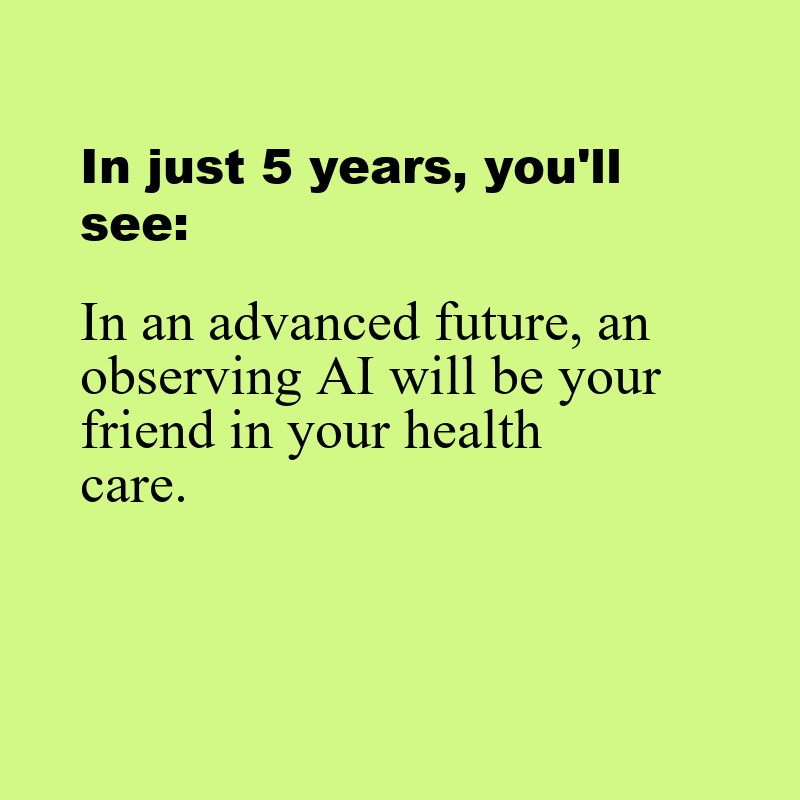 In just 5 years, you'll
see:
In an advanced future, an
observing AI will be your
friend in your health
care.